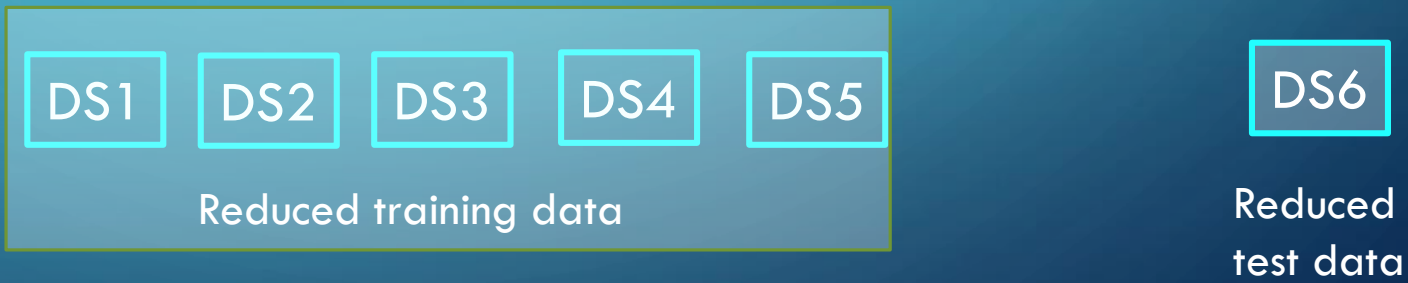 DS1 DS2 DS3 DS4 DS5 DS6
Reduced training data
Reduced
test data